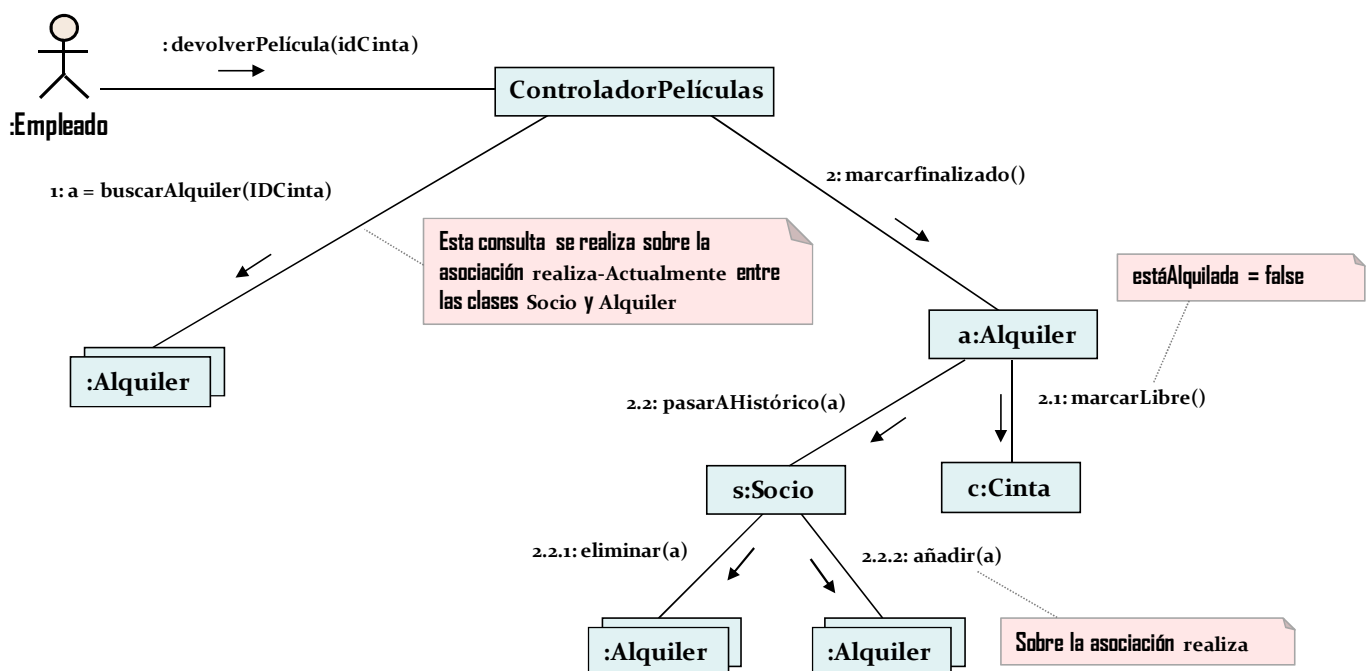 : devolverPelícula(idCinta)
ControladorPelículas
:Empleado
1: a = buscarAlquiler(IDCinta)
2: marcarfinalizado()
Esta consulta se realiza sobre la
asociación realiza-Actualmente entre
las clases Socio y Alquiler
estáAlquilada = false
a:Alquiler
:Alquiler
2.2: pasarAHistórico(a)
2.1: marcarLibre()
s:Socio
c:Cinta
2.2.1: eliminar(a)
2.2.2: añadir(a)
:Alquiler
:Alquiler
Sobre la asociación realiza